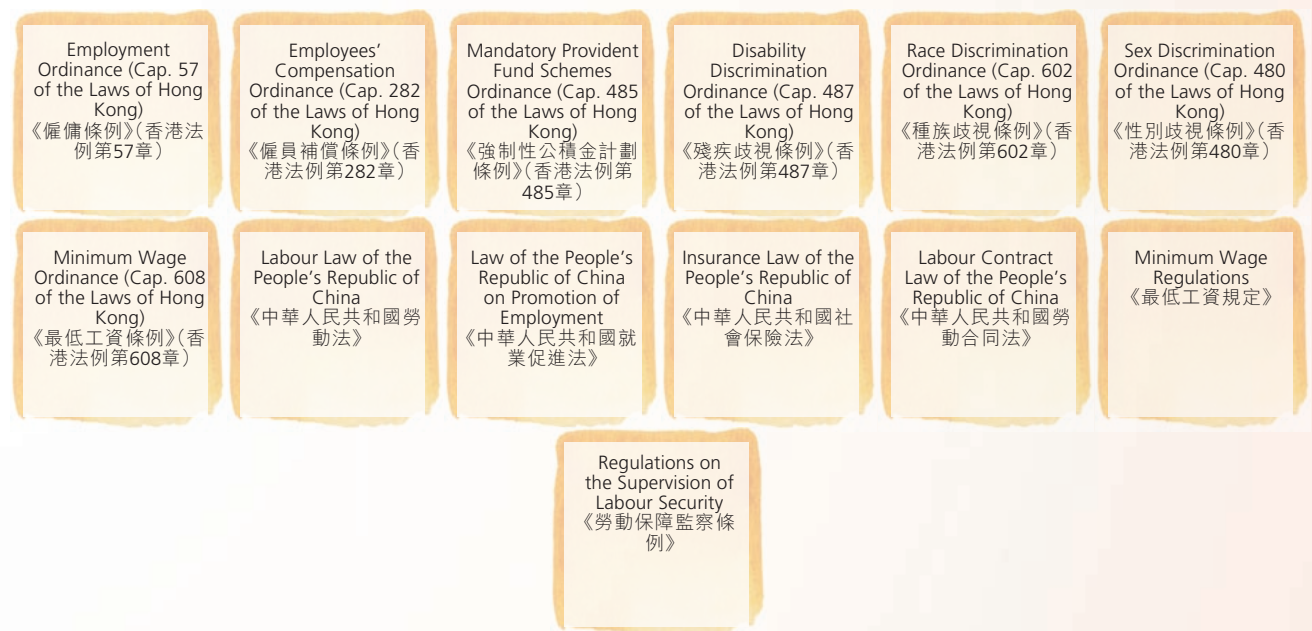 Employment
Ordinance (Cap. 57
of the Laws of Hong
Kong)
《僱傭條例》(香港法
例第57章)
Employees’
Compensation
Ordinance (Cap. 282
of the Laws of Hong
Kong)
《僱員補償條例》(香
港法例第282章)
Mandatory Provident
Fund Schemes
Ordinance (Cap. 485
of the Laws of Hong
Kong)
《強制性公積金計劃
條例》(香港法例第
485章)
Disability
Discrimination
Ordinance (Cap. 487
of the Laws of Hong
Kong)
《殘疾歧視條例》(香
港法例第487章)
Race Discrimination
Ordinance (Cap. 602
of the Laws of Hong
Kong)
《種族歧視條例》(香
港法例第602章)
Sex Discrimination
Ordinance (Cap. 480
of the Laws of Hong
Kong)
《性別歧視條例》(香
港法例第480章)
Minimum Wage
Ordinance (Cap. 608
of the Laws of Hong
Kong)
《最低工資條例》(香
港法例第608章)
Labour Law of the
People’s Republic of
China
《中華人民共和國勞
動法》
Law of the People’s
Republic of China
on Promotion of
Employment
《中華人民共和國就
業促進法》
Insurance Law of the
People’s Republic of
China
《中華人民共和國社
會保險法》
Labour Contract
Law of the People’s
Republic of China
《中華人民共和國勞
動合同法》
Minimum Wage
Regulations
《最低工資規定》
Regulations on
the Supervision of
Labour Security
《勞動保障監察條
例》